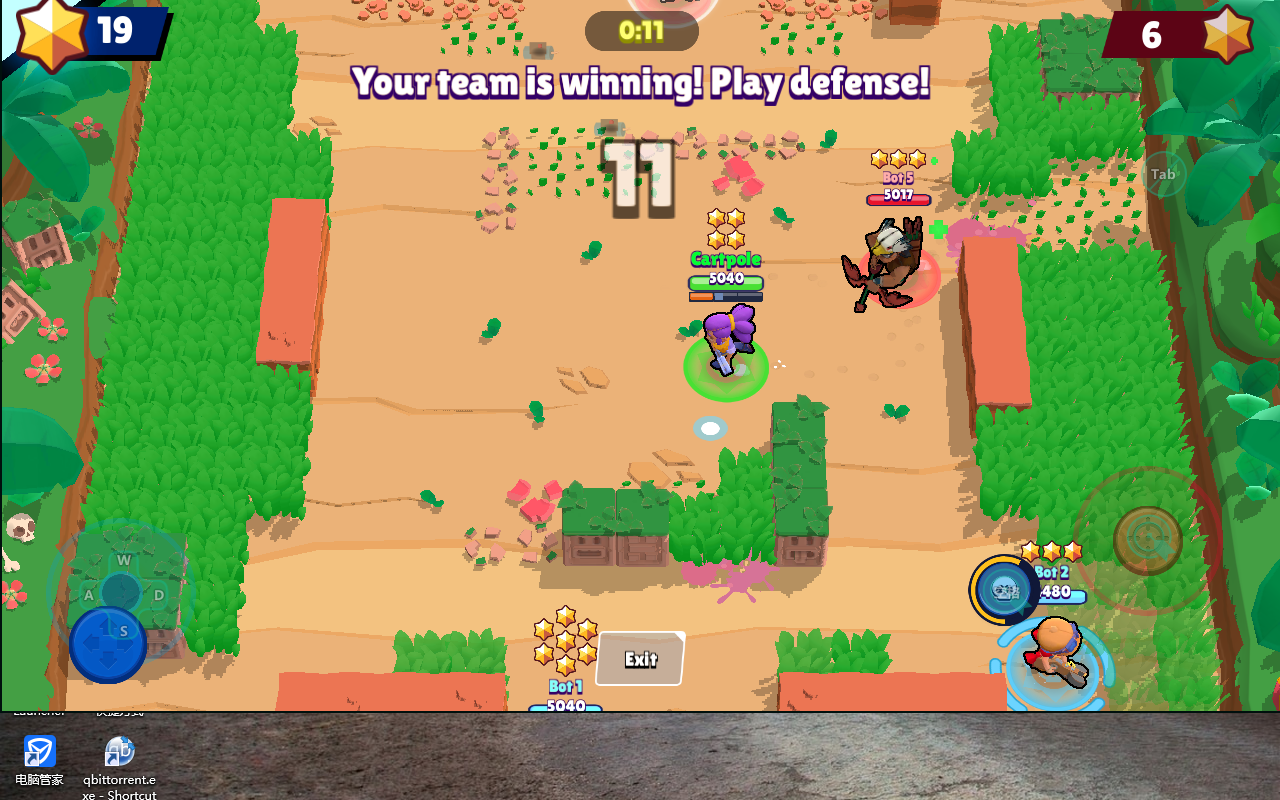 19
0:11
6
Your team is winning! Play defense!
11
Tab
Bot 5
5017
Cartpole
5040
W
A
D
S
Bot 2
480
Exit
Bot 1
5040
电脑管家
qbittorrent.e
xe - Shortcut